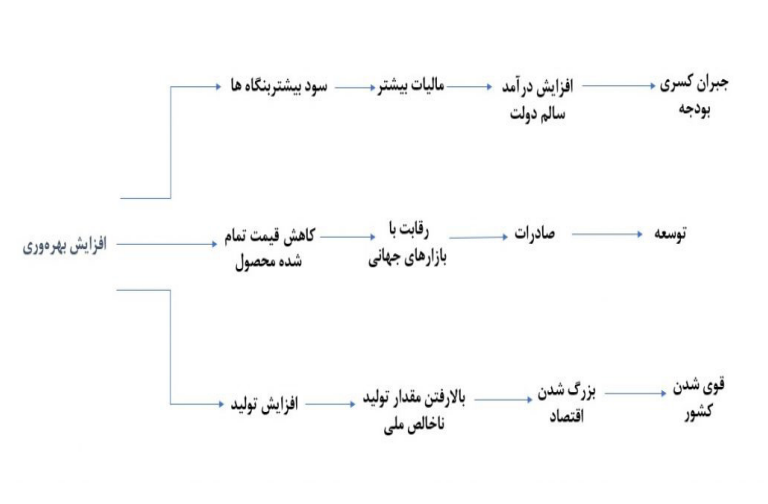 افزایش بهره‌وری
سود بیشتربنگاه ها
مالیات بیشتر
افزایش درآمد
سالم دولت
جبران کسری
بودجه
کاهش قیمت تمام
شده محصول
رقابت با
بازارهای جهانی
صادرات
توسعه
افزایش تولید
بالارفتن مقدار تولید
ناخالص ملی
بزرگ شدن
اقتصاد
قوی شدن
کشور